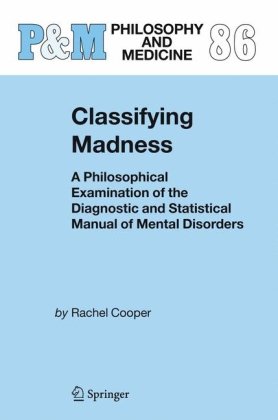 P&M PHILOSOPHY AND MEDICINE 86
Classifying
Madness
A Philosophical
Examination of the
Diagnostic and Statistical
Manual of Mental Disorders
by Rachel Cooper
Springer